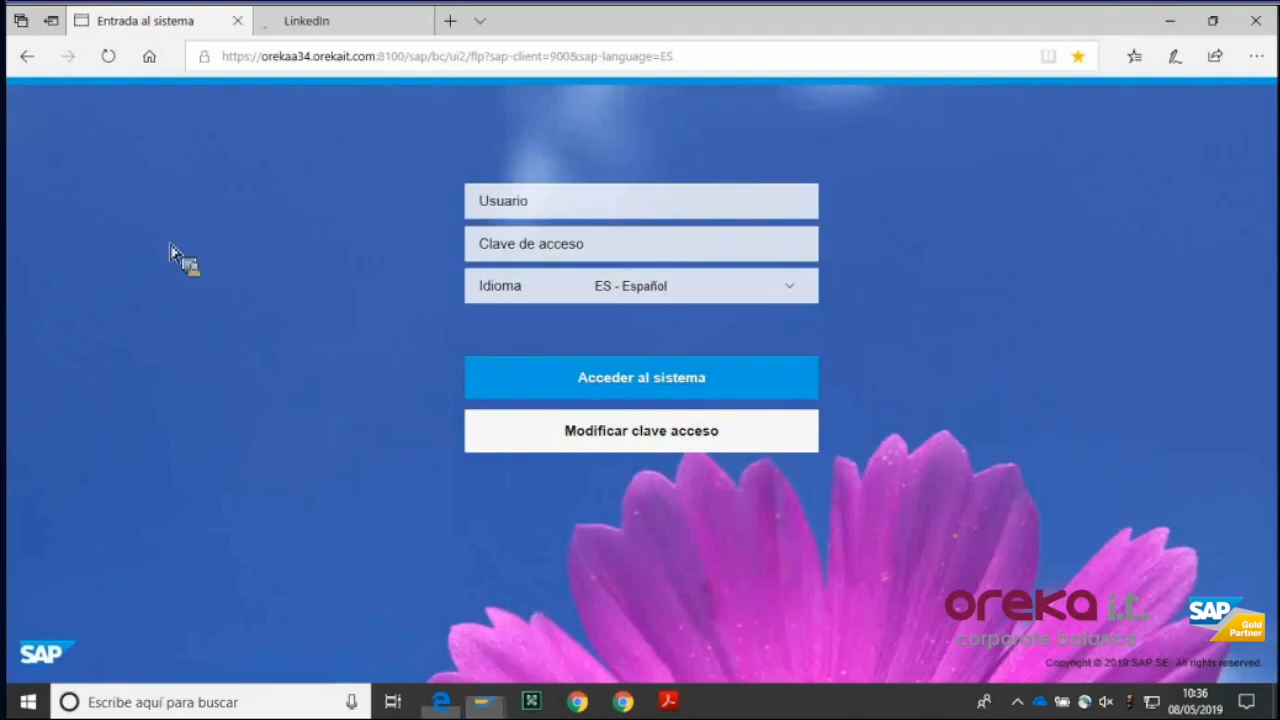 Entrada al sistema
LinkedIn
https://orekaa34.orekait.com:8100/sap/bc/ui2/flp?sap-client=900&sap-language=ES
Usuario
Clave de acceso
Idioma ES - Español
Acceder al sistema
Modificar clave acceso
oreka i.t.
corporate balance
SAP
Gold
Partner
SAP
Copyright © 2019 SAP SE. All rights reserved.
Escribe aquí para buscar
10:36
08/05/2019